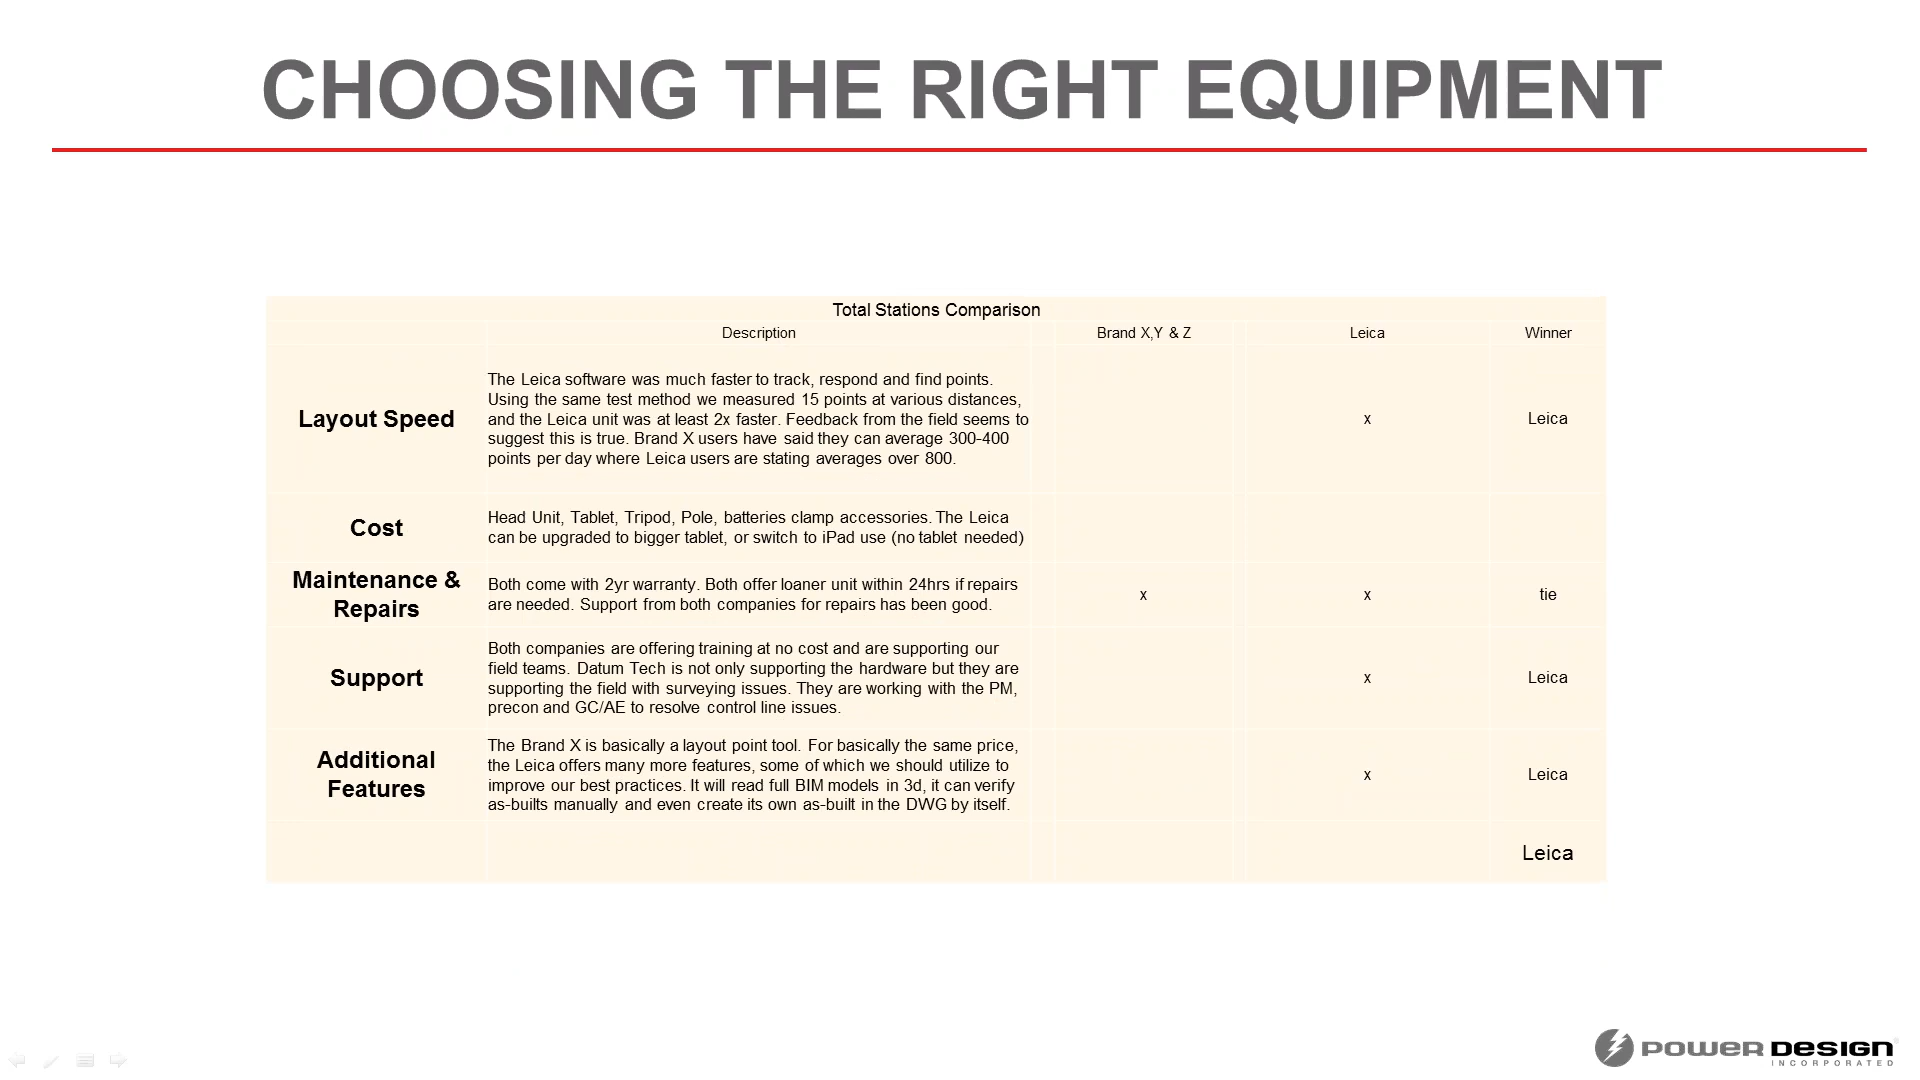 CHOOSING THE RIGHT EQUIPMENT
Total Stations Comparison
Description Brand X,Y & Z Leica Winner
Layout Speed
The Leica software was much faster to track, respond and find points.
Using the same test method we measured 15 points at various distances,
and the Leica unit was at least 2x faster. Feedback from the field seems to
suggest this is true. Brand X users have said they can average 300-400
points per day where Leica users are stating averages over 800.
x Leica
Cost
Head Unit, Tablet, Tripod, Pole, batteries clamp accessories. The Leica
can be upgraded to bigger tablet, or switch to iPad use (no tablet needed)
Maintenance &
Repairs
Both come with 2yr warranty. Both offer loaner unit within 24hrs if repairs
are needed. Support from both companies for repairs has been good.
x x tie
Support
Both companies are offering training at no cost and are supporting our
field teams. Datum Tech is not only supporting the hardware but they are
supporting the field with surveying issues. They are working with the PM,
precon and GC/AE to resolve control line issues.
x Leica
Additional
Features
The Brand X is basically a layout point tool. For basically the same price,
the Leica offers many more features, some of which we should utilize to
improve our best practices. It will read full BIM models in 3d, it can verify
as-builts manually and even create its own as-built in the DWG by itself.
x Leica
Leica
POWER DESIGN
INCORPORATED